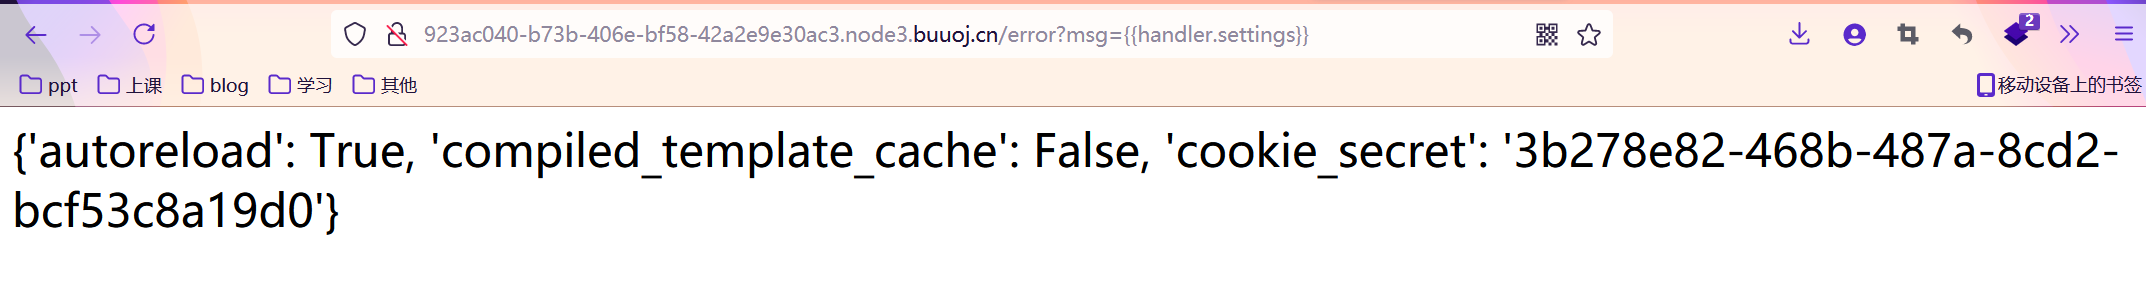 923ac040-b73b-406e-bf58-42a2e9e30ac3.node3.buuoj.cn/error?msg={{handler.settings}}
2
ppt 上课 blog 学习 其他 移动设备上的书签
{'autoreload': True, 'compiled_template_cache': False, 'cookie_secret': '3b278e82-468b-487a-8cd2-
bcf53c8a19d0'}